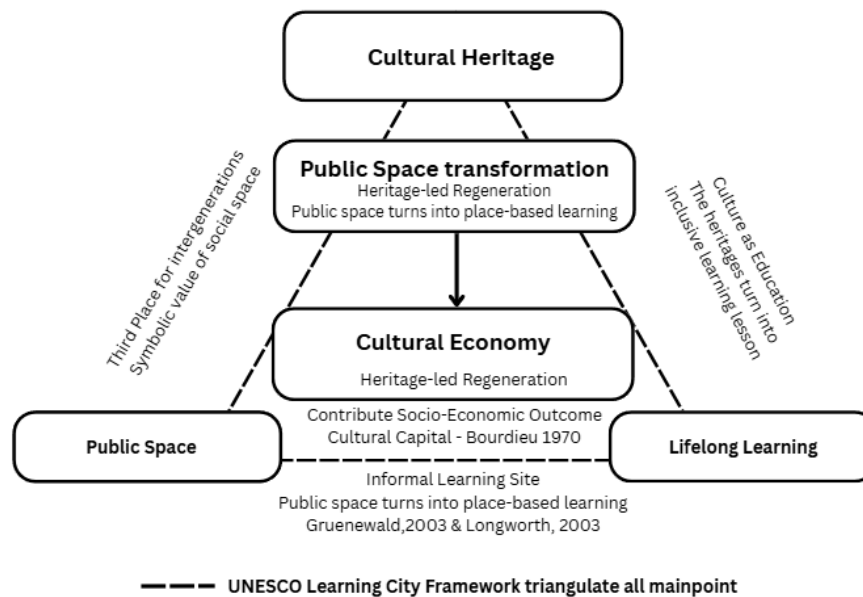 Cultural Heritage
Public Space transformation
Heritage-led Regeneration
Public space turns into place-based learning
Third Place for intergenerations
Symbolic value of social space
Culture as Education
The heritages turn into
inclusive learning lesson
Cultural Economy
Heritage-led Regeneration
Contribute Socio-Economic Outcome
Cultural Capital - Bourdieu 1970
Public Space
Lifelong Learning
Informal Learning Site
Public space turns into place-based learning
Gruenewald,2003 & Longworth, 2003
UNESCO Learning City Framework triangulate all mainpoint